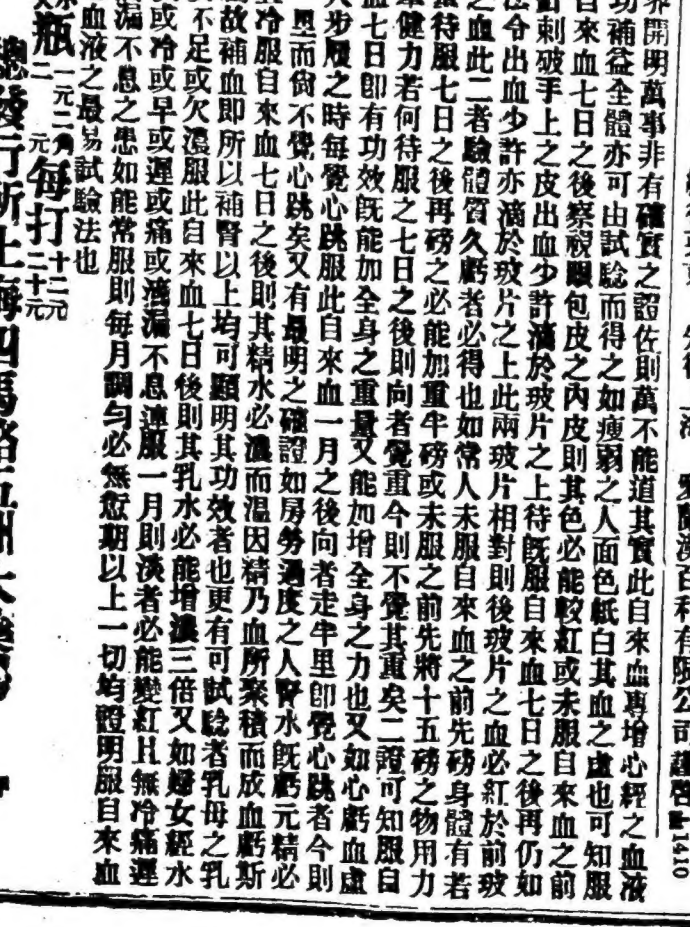 愛爾漢百利有限公司謹啓 1410
界開明萬事非有確實之證佐則萬不能道其實此自來血專增心經之血液
功補益全體亦可由試驗而得之如瘦弱之人面色紙白其血之虛也可知服
自來血七日之後察視眼包皮之內皮則其色必能較紅或未服自來血之前
刺破手上之皮出血少許滴於玻片之上待既服自來血七日之後再仍如
法令出血少許亦滴於玻片之上此兩玻片相對則後玻片之血必紅於前玻
之血此二者驗體質久虧者必得也如常人未服自來血之前先磅身體有若
重待服七日之後再磅之必能加重半磅或未服之前先將十五磅之物用力
健力若何待服之七日之後則向者覺重今則不覺其重矣二證可知服自
血七日卽有功效既能加全身之重量又能加增全身之力也又如心虧血虛
人步履之時每覺心跳服此自來血一月之後向者走半里卽覺心跳者今則
里而尙不覺心跳矣又有最明之確證如房勞過度之人腎水既虧元精必
冷服自來血七日之後則其精水必濃而溫因精乃血所聚積而成血虧斯
故補血即所以補腎以上均可顯明其功效者也更有可試驗者乳母之乳
不足或欠濃服此自來血七日後則其乳水必能增濃三倍又如婦女經水
或冷或早或遲或痛或漓漏不息連服一月則淡者必能變紅且無冷痛遲
漏不息之患如能常服則每月調勻必無愆期以上一切均證明服自來血
血液之最易試驗法也
瓶一元二角每打十二元
二元二十元
總發行所上海四馬路五洲大藥房